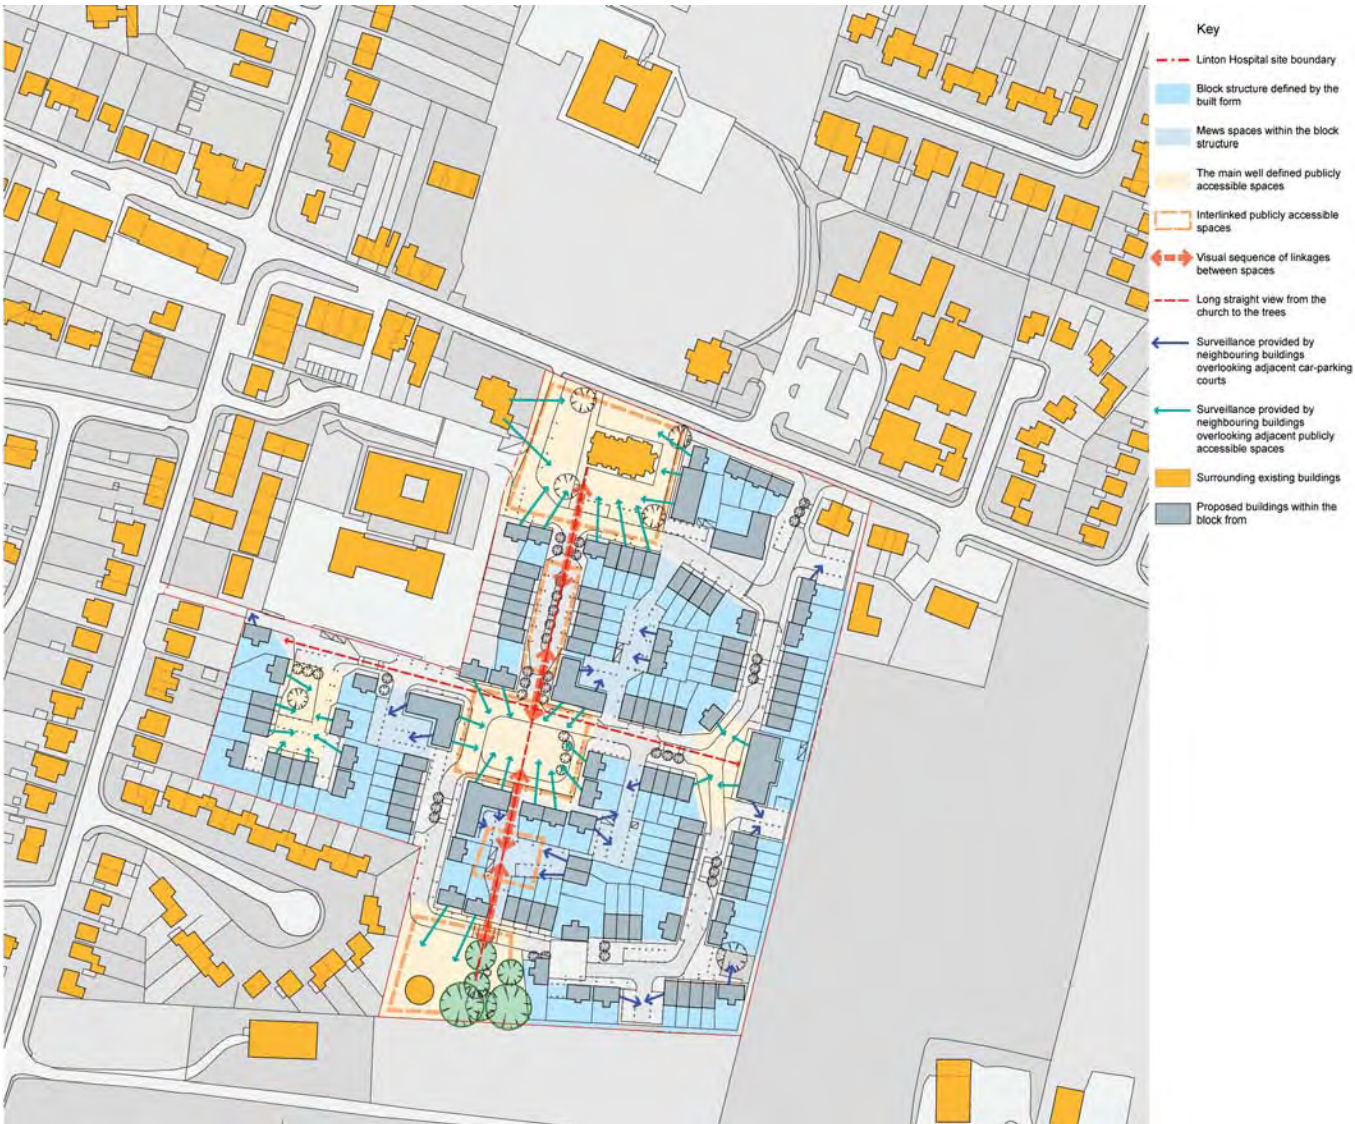 Key
Linton Hospital site boundary
Block structure defined by the
built form
Mews spaces within the block
structure
The main well defined publicly
accessible spaces
Interlinked publicly accessible
spaces
Visual sequence of linkages
between spaces
Long straight view from the
church to the trees
Surveillance provided by
neighbouring buildings
overlooking adjacent car-parking
courts
Surveillance provided by
neighbouring buildings
overlooking adjacent publicly
accessible spaces
Surrounding existing buildings
Proposed buildings within the
block from